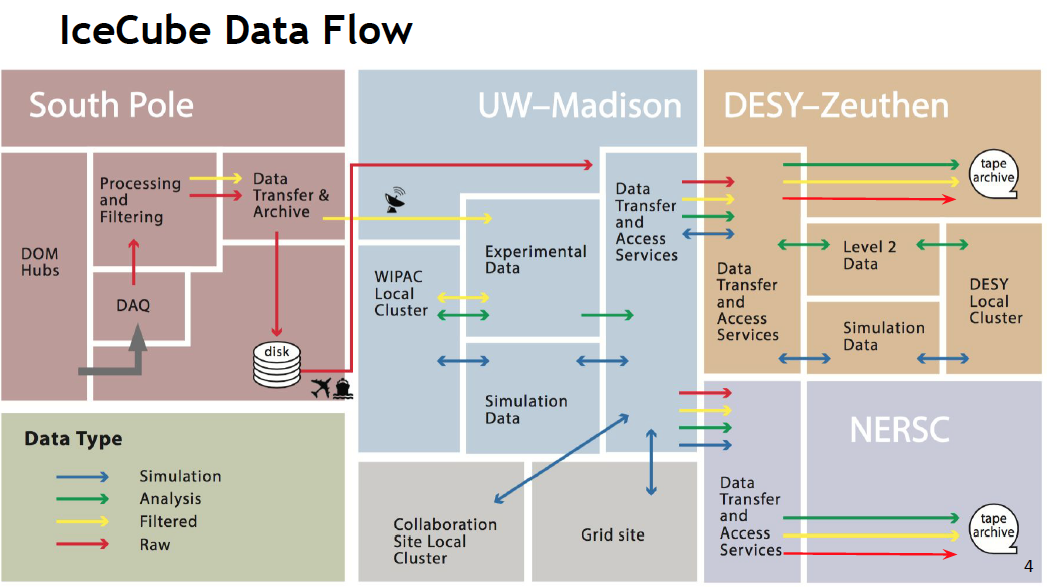 IceCube Data Flow
South Pole
DOM
Hubs
Processing
and
Filtering
Data
Transfer &
Archive
DAQ
disk
UW–Madison
WIPAC
Local
Cluster
Experimental
Data
Simulation
Data
Data
Transfer
and
Access
Services
DESY–Zeuthen
Data
Transfer
and
Access
Services
tape
archive
Level 2
Data
Simulation
Data
DESY
Local
Cluster
Data Type
Simulation
Analysis
Filtered
Raw
Collaboration
Site Local
Cluster
Grid site
NERSC
Data
Transfer
and
Access
Services
tape
archive
4